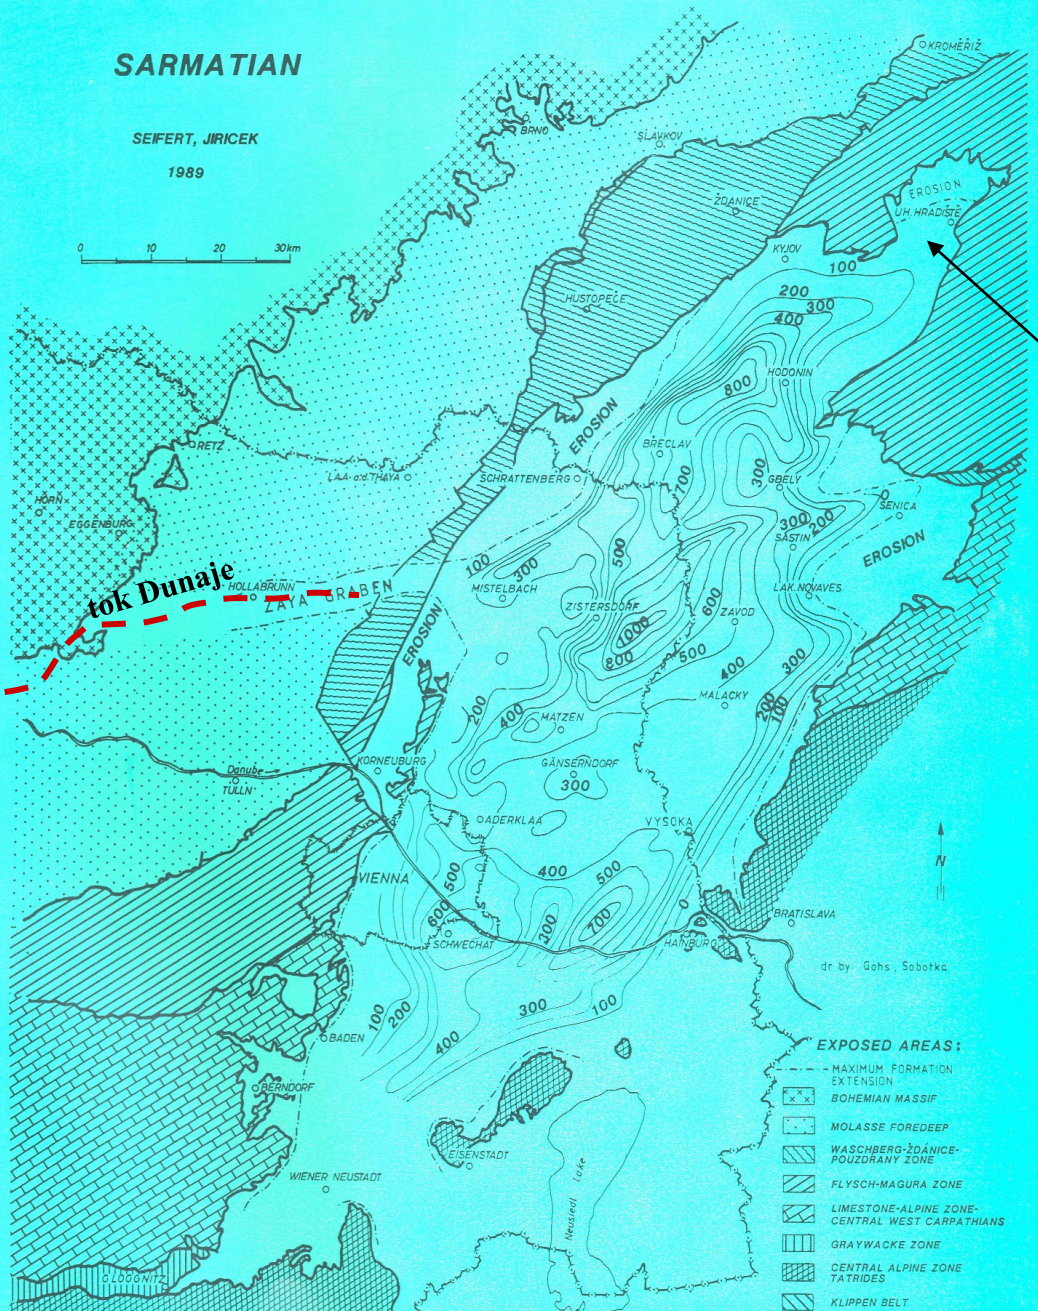 SARMATIAN
SEIFERT, JIRICEK
1989
0 10 20 30km
KROMĚŘIŽ
BRNO
SLAVKOV
ŽDANICE
EROSION
UH. HRADIŠTĚ
KYJOV
100
200
300
400
HUSTOPEČE
HODONIN
800
EROSION
BŘECLAV
RETZ
LAA a.d. THAYA
SCHRATTENBERG
700
300
GBELY
0
SENICA
HORN
EGGENBURG
300
200
ŠAŠTIN
EROSION
500
100
300
MISTELBACH
tok Dunaje
HOLLABRUNN
ZAYA GRABEN
LAK.NOVAVES
ZISTERSDORF
600
ZAVOD
1000
EROSION
800
500
400
300
MALACKY
200
100
200
400
MATZEN
KORNEUBURG
GÄNSERNDORF
300
Danube
TULLN
ADERKLAA
VYSOKA
N
VIENNA
500
400
500
600
300
700
0
SCHWECHAT
HAINBURG
BRATISLAVA
dr by Gohs, Sobotka
100
200
300
100
400
BADEN
BERNDORF
EISENSTADT
WIENER NEUSTADT
Neusiedl Lake
GLOGGNITZ
EXPOSED AREAS:
MAXIMUM FORMATION
EXTENSION
BOHEMIAN MASSIF
MOLASSE FOREDEEP
WASCHBERG-ŽDÁNICE-
POUZDRANY ZONE
FLYSCH-MAGURA ZONE
LIMESTONE-ALPINE ZONE-
CENTRAL WEST CARPATHIANS
GRAYWACKE ZONE
CENTRAL ALPINE ZONE
TATRIDES
KLIPPEN BELT